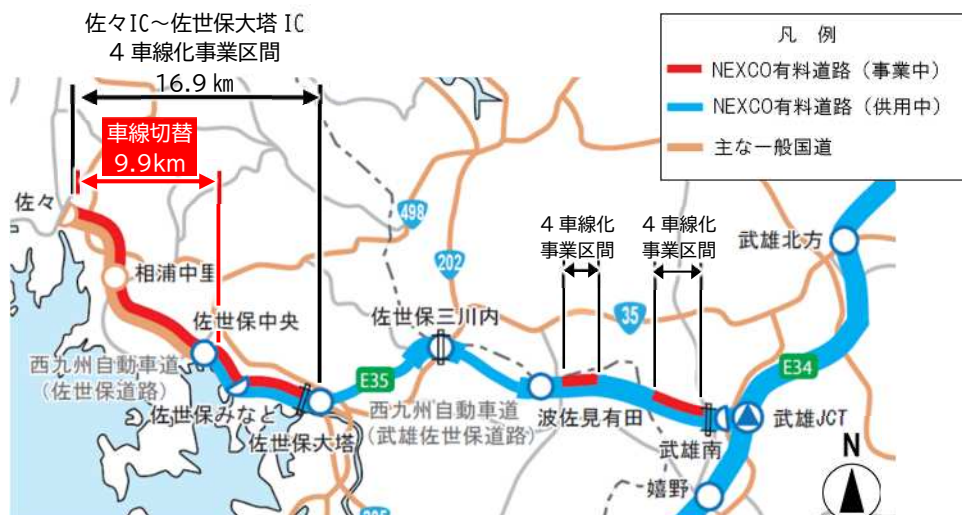 佐々IC～佐世保大塔IC
4車線化事業区間
16.9km
車線切替
9.9km
凡 例
NEXCO有料道路（事業中）
NEXCO有料道路（供用中）
主な一般国道
佐々
相浦中里
佐世保中央
西九州自動車道
(佐世保道路)
佐世保みなと
佐世保大塔
E35
498
202
佐世保三川内
西九州自動車道
(武雄佐世保道路)
4車線化
事業区間
4車線化
事業区間
35
波佐見有田
武雄南
武雄北方
E34
武雄JCT
嬉野
N